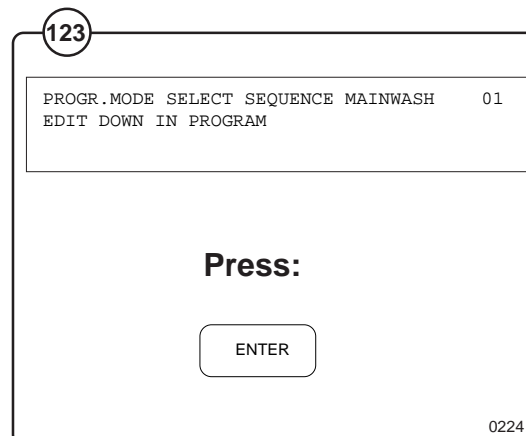 123
PROGR.MODE SELECT SEQUENCE MAINWASH 01
EDIT DOWN IN PROGRAM
Press:
ENTER
0224